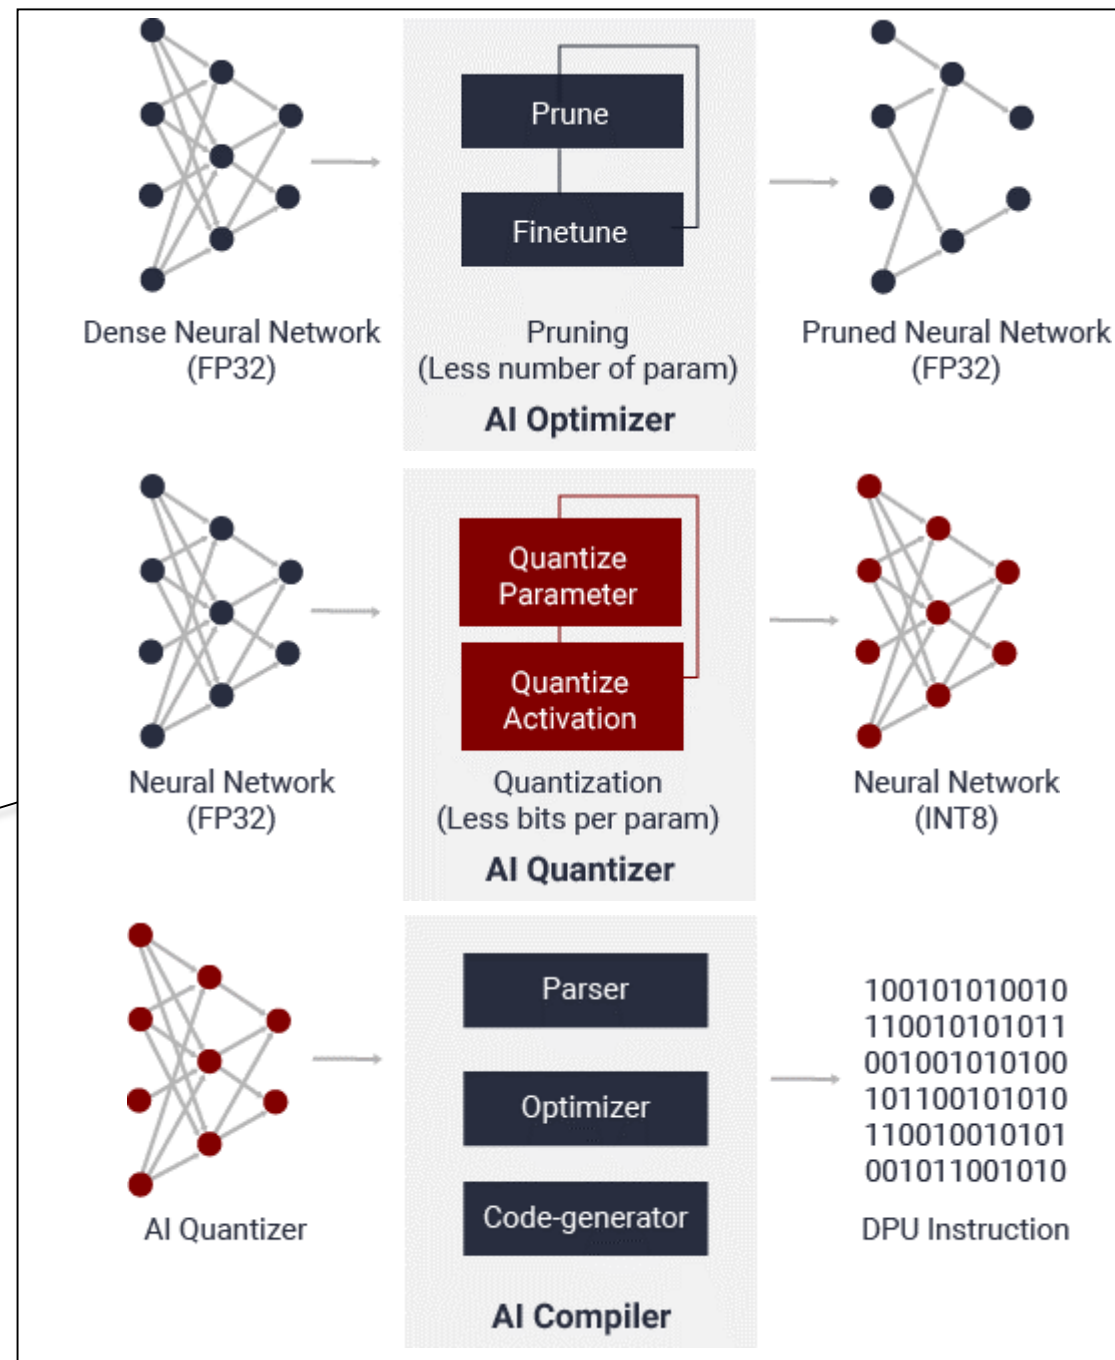 Prune
Finetune
Dense Neural Network
(FP32)
Pruning
(Less number of param)
AI Optimizer
Pruned Neural Network
(FP32)
Quantize
Parameter
Quantize
Activation
Neural Network
(FP32)
Quantization
(Less bits per param)
AI Quantizer
Neural Network
(INT8)
Parser
Optimizer
Code-generator
AI Quantizer
AI Compiler
100101010010
110010101011
001001010100
101100101010
110010010101
001011001010
DPU Instruction